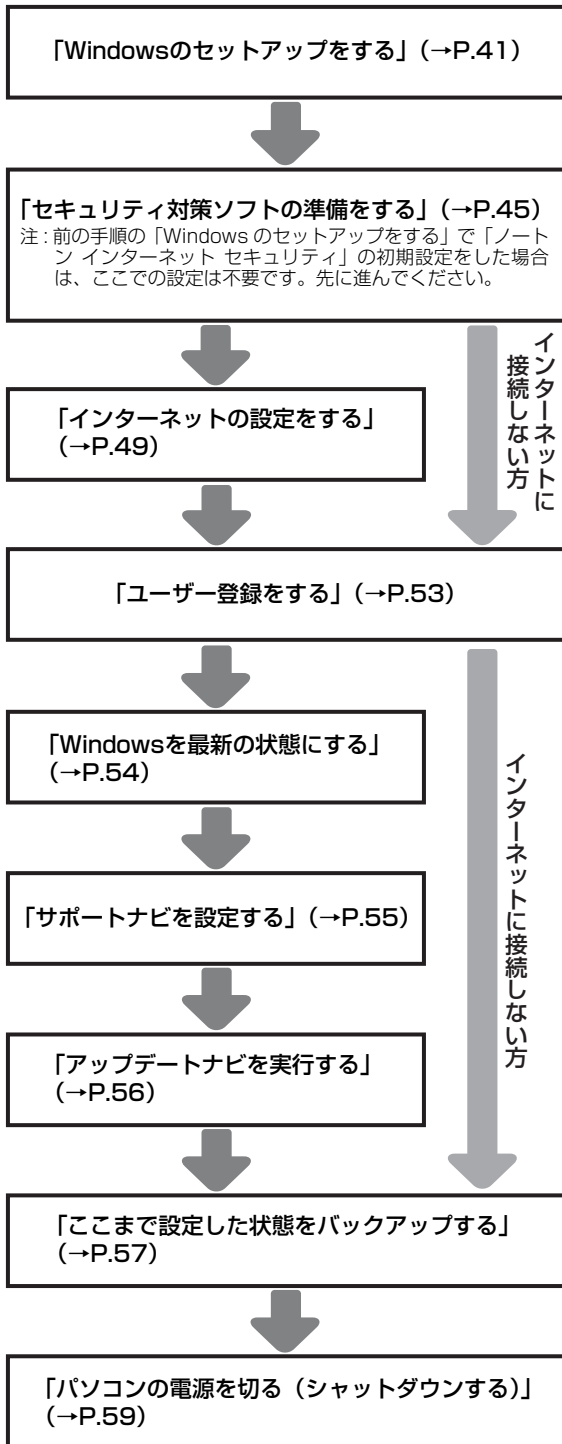 「Windowsのセットアップをする」（→P.41）
「セキュリティ対策ソフトの準備をする」（→P.45）
注：前の手順の「Windows のセットアップをする」で「ノート
ン インターネット セキュリティ」の初期設定をした場合
は、ここでの設定は不要です。先に進んでください。
インターネットに
接続しない方
「インターネットの設定をする」
（→P.49）
「ユーザー登録をする」（→P.53）
「Windowsを最新の状態にする」
（→P.54）
インターネットに接続しない方
「サポートナビを設定する」（→P.55）
「アップデートナビを実行する」
（→P.56）
「ここまで設定した状態をバックアップする」
（→P.57）
「パソコンの電源を切る（シャットダウンする）」
（→P.59）